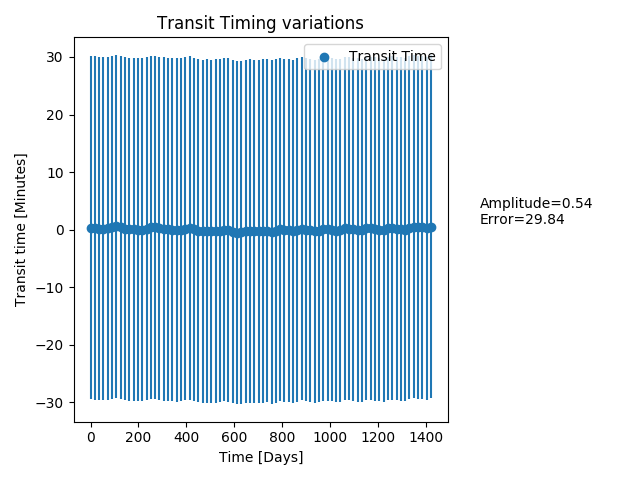 Transit Timing variations
Transit Time
Transit time [Minutes]
30
20
10
0
−10
−20
−30
0 200 400 600 800 1000 1200 1400
Time [Days]
Amplitude=0.54
Error=29.84